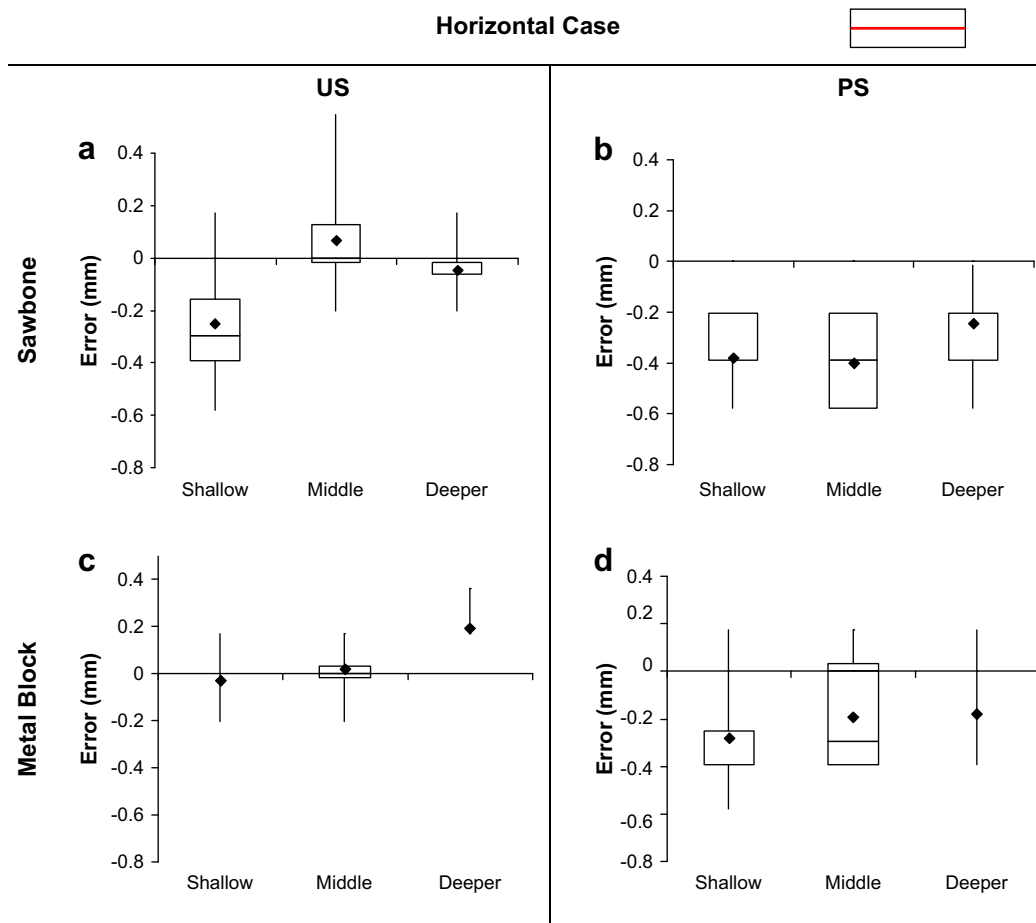 Horizontal Case
US
PS
Sawbone
a
Error (mm)
0.4
0.2
0
-0.2
-0.4
-0.6
-0.8
Shallow Middle Deeper
b
Error (mm)
0.4
0.2
0
-0.2
-0.4
-0.6
-0.8
Shallow Middle Deeper
Metal Block
c
Error (mm)
0.4
0.2
0
-0.2
-0.4
-0.6
-0.8
Shallow Middle Deeper
d
Error (mm)
0.4
0.2
0
-0.2
-0.4
-0.6
-0.8
Shallow Middle Deeper